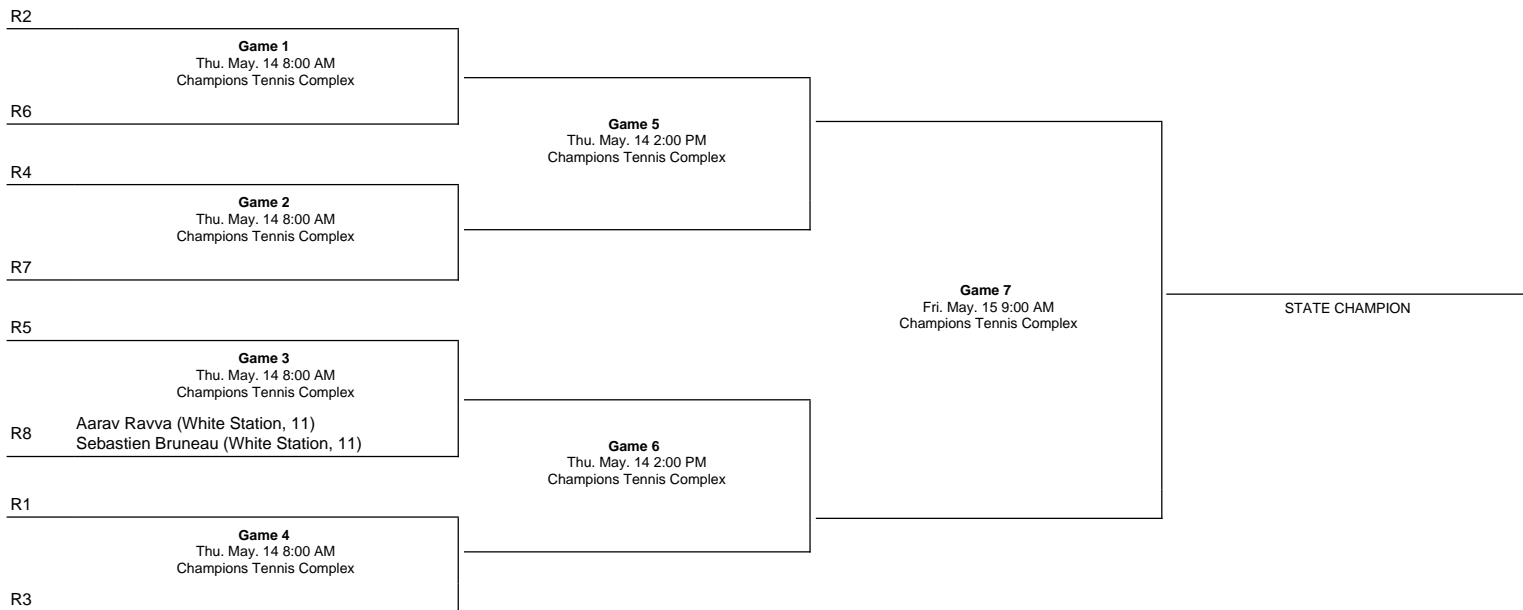 R2
Game 1
Thu. May. 14 8:00 AM
Champions Tennis Complex
R6
R4
Game 2
Thu. May. 14 8:00 AM
Champions Tennis Complex
R7
R5
Game 3
Thu. May. 14 8:00 AM
Champions Tennis Complex
R8
Aarav Ravva (White Station, 11)
Sebastien Bruneau (White Station, 11)
R1
Game 4
Thu. May. 14 8:00 AM
Champions Tennis Complex
R3
Game 5
Thu. May. 14 2:00 PM
Champions Tennis Complex
Game 6
Thu. May. 14 2:00 PM
Champions Tennis Complex
Game 7
Fri. May. 15 9:00 AM
Champions Tennis Complex
STATE CHAMPION